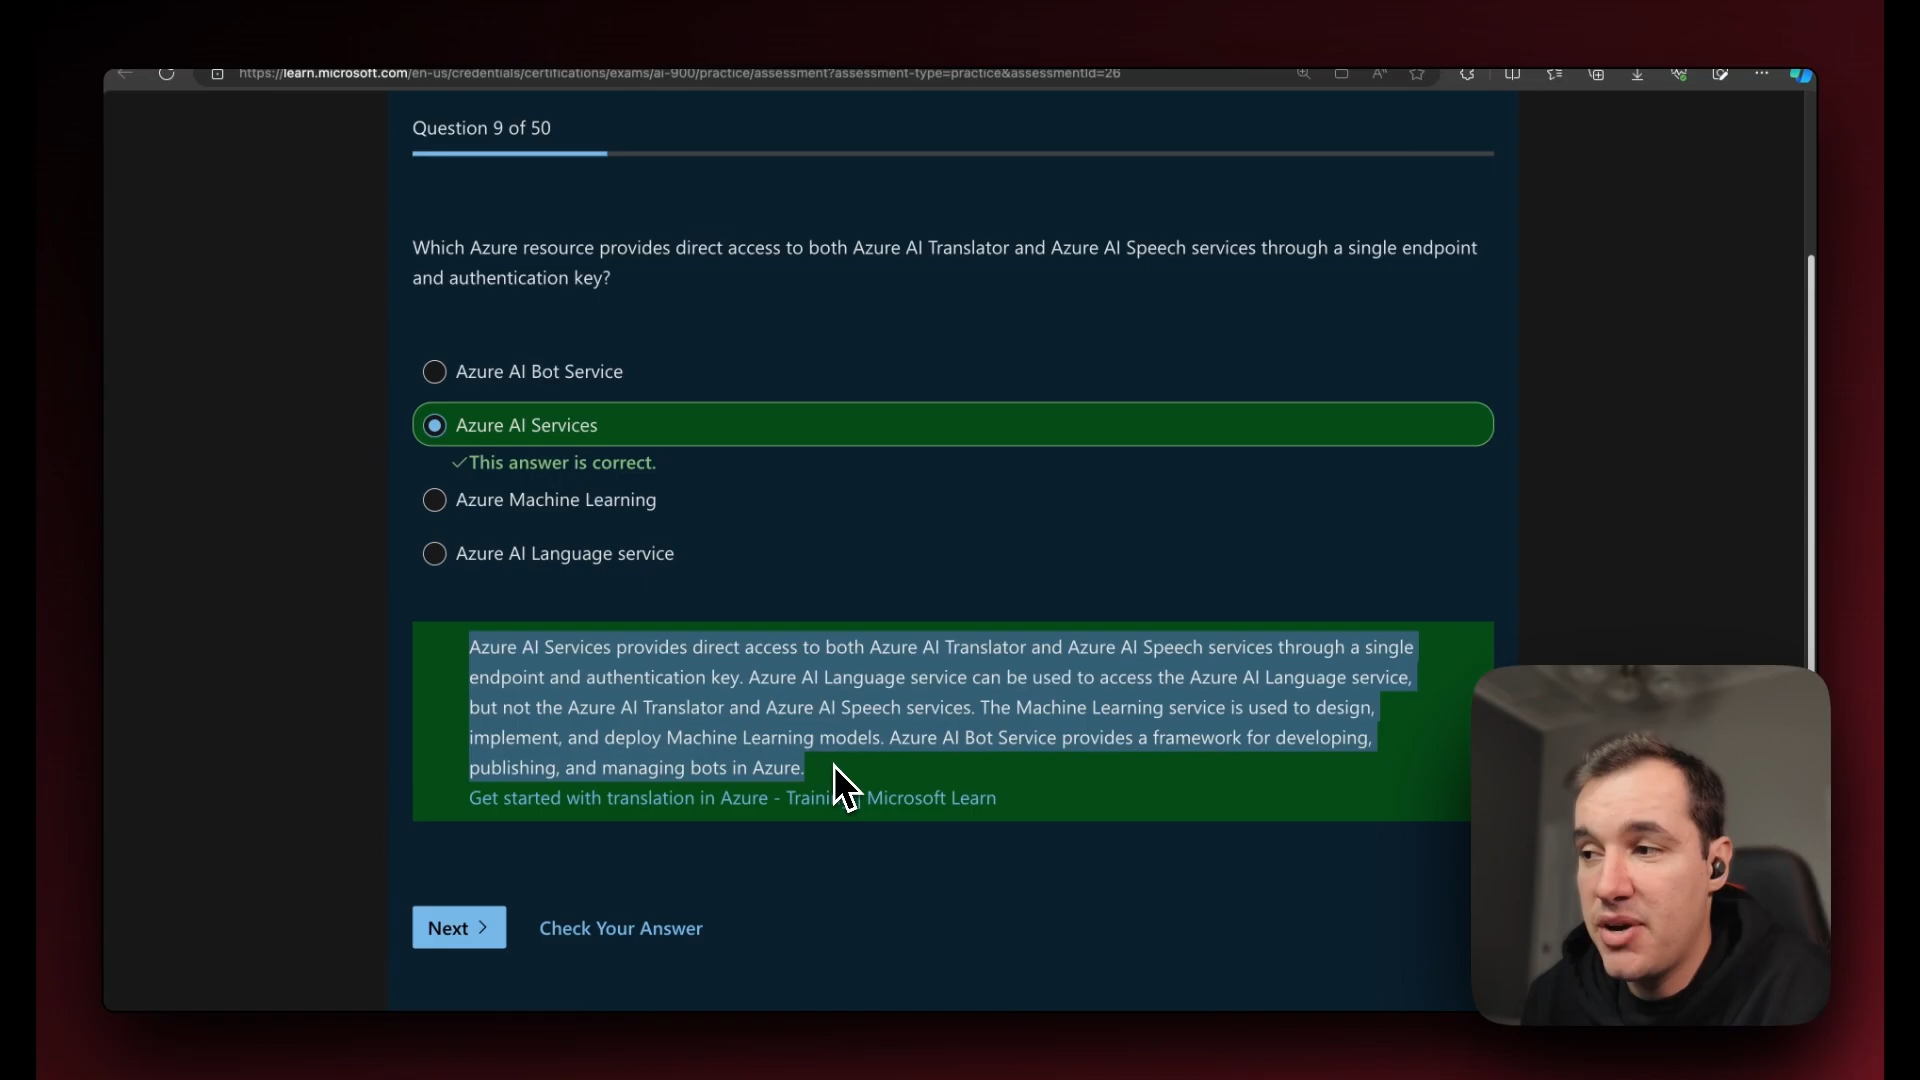 https://learn.microsoft.com/en-us/credentials/certifications/exams/ai-900/practice/assessment?assessment-type=practice&assessmentId=26
Question 9 of 50
Which Azure resource provides direct access to both Azure AI Translator and Azure AI Speech services through a single endpoint
and authentication key?
Azure AI Bot Service
Azure AI Services
✓This answer is correct.
Azure Machine Learning
Azure AI Language service
Azure AI Services provides direct access to both Azure AI Translator and Azure AI Speech services through a single
endpoint and authentication key. Azure AI Language service can be used to access the Azure AI Language service,
but not the Azure AI Translator and Azure AI Speech services. The Machine Learning service is used to design,
implement, and deploy Machine Learning models. Azure AI Bot Service provides a framework for developing,
publishing, and managing bots in Azure.
Get started with translation in Azure - Training | Microsoft Learn
Next >
Check Your Answer